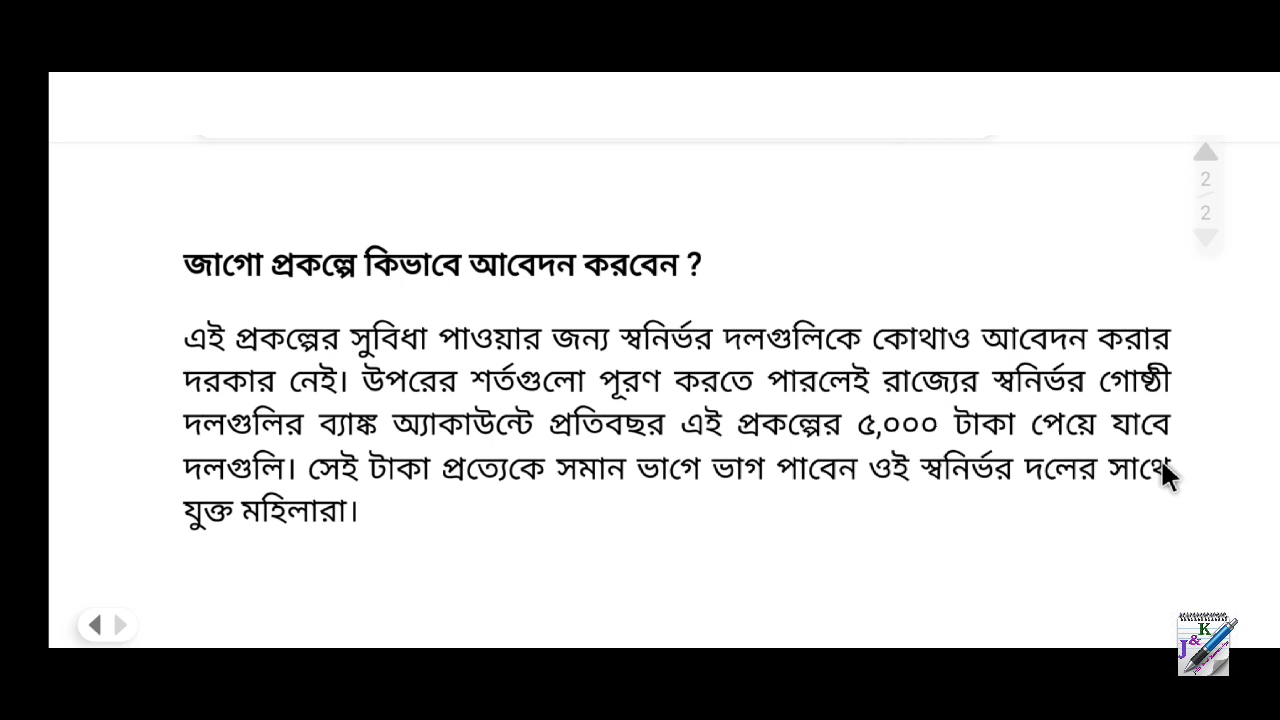 2
2
জাগো প্রকল্পে কিভাবে আবেদন করবেন ?
এই প্রকল্পের সুবিধা পাওয়ার জন্য স্বনির্ভর দলগুলিকে কোথাও আবেদন করার
দরকার নেই। উপরের শর্তগুলো পূরণ করতে পারলেই রাজ্যের স্বনির্ভর গোষ্ঠী
দলগুলির ব্যাঙ্ক অ্যাকাউন্টে প্রতিবছর এই প্রকল্পের ৫,০০০ টাকা পেয়ে যাবে
দলগুলি। সেই টাকা প্রত্যেকে সমান ভাগে ভাগ পাবেন ওই স্বনির্ভর দলের সাথে
যুক্ত মহিলারা।
J&K